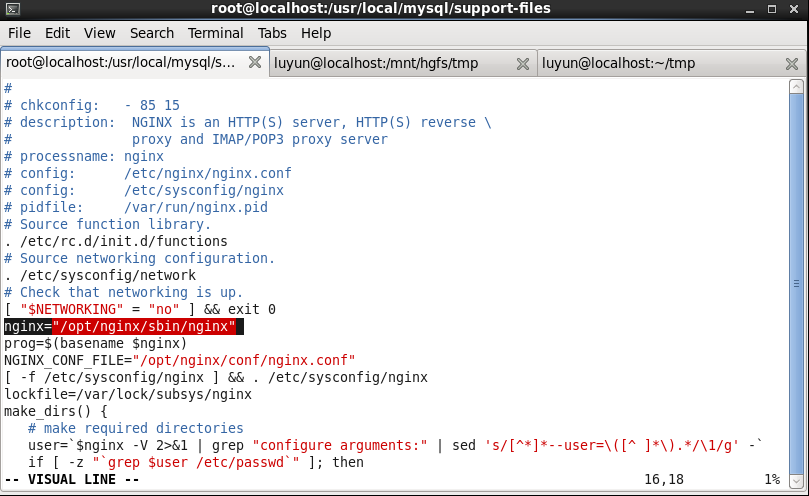 root@localhost:/usr/local/mysql/support-files
File Edit View Search Terminal Tabs Help
root@localhost:/usr/local/mysql/s... luyun@localhost:/mnt/hgfs/tmp luyun@localhost:~/tmp
#
# chkconfig:   - 85 15
# description:  NGINX is an HTTP(S) server, HTTP(S) reverse \
#               proxy and IMAP/POP3 proxy server
# processname: nginx
# config:      /etc/nginx/nginx.conf
# config:      /etc/sysconfig/nginx
# pidfile:     /var/run/nginx.pid
# Source function library.
. /etc/rc.d/init.d/functions
# Source networking configuration.
. /etc/sysconfig/network
# Check that networking is up.
[ "$NETWORKING" = "no" ] && exit 0
nginx="/opt/nginx/sbin/nginx"
prog=$(basename $nginx)
NGINX_CONF_FILE="/opt/nginx/conf/nginx.conf"
[ -f /etc/sysconfig/nginx ] && . /etc/sysconfig/nginx
lockfile=/var/lock/subsys/nginx
make_dirs() {
   # make required directories
   user=`$nginx -V 2>&1 | grep "configure arguments:" | sed 's/[^*]*--user=\([^ ]*\).*/\1/g' -`
   if [ -z "`grep $user /etc/passwd`" ]; then
-- VISUAL LINE -- 16,18 1%